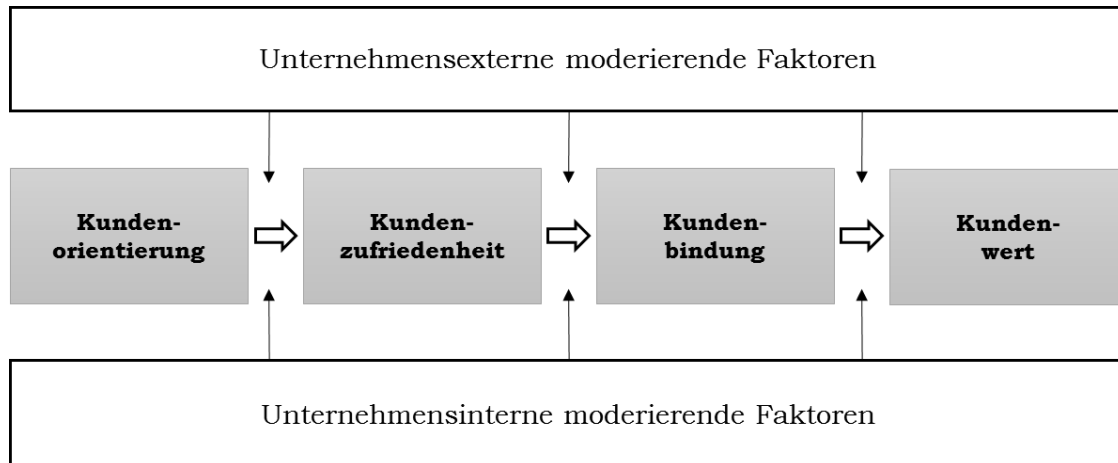 Unternehmensexterne moderierende Faktoren
Kunden-
orientierung
Kunden-
zufriedenheit
Kunden-
bindung
Kunden-
wert
Unternehmensinterne moderierende Faktoren